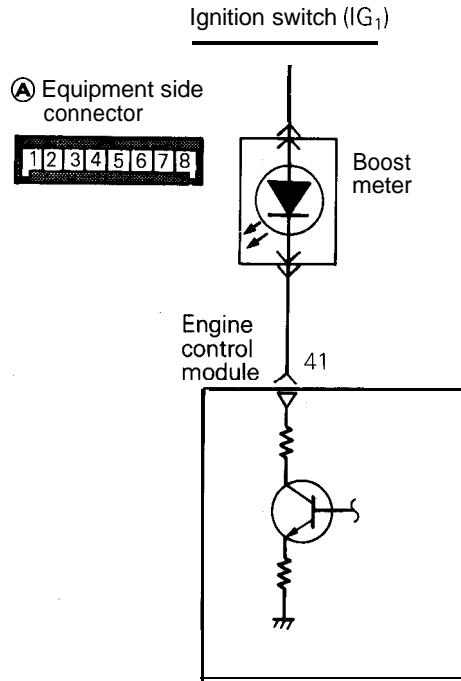 Ignition switch (IG₁)
Ⓐ Equipment side
connector
1 2 3 4 5 6 7 8
Boost
meter
Engine
control
module
41